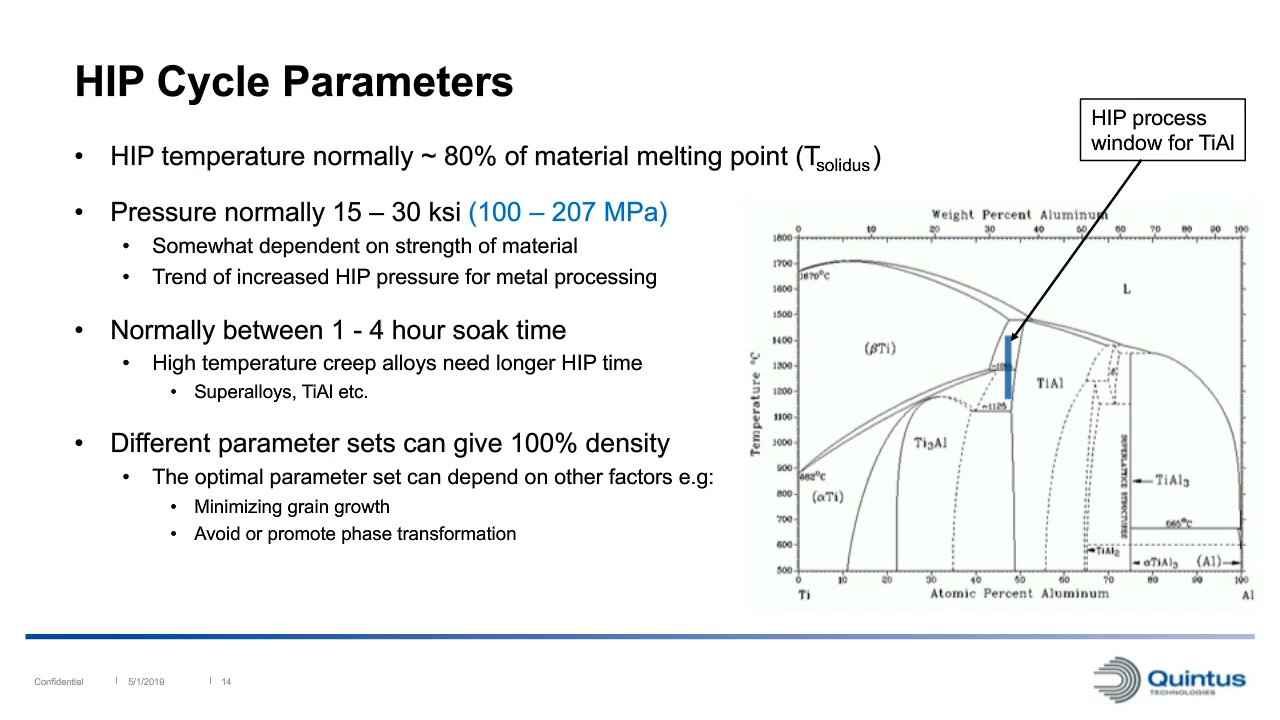 HIP Cycle Parameters
HIP process
window for TiAl
• HIP temperature normally ~ 80% of material melting point (Tsolidus)
• Pressure normally 15 – 30 ksi (100 – 207 MPa)
• Somewhat dependent on strength of material
• Trend of increased HIP pressure for metal processing
• Normally between 1 - 4 hour soak time
• High temperature creep alloys need longer HIP time
• Superalloys, TiAl etc.
• Different parameter sets can give 100% density
• The optimal parameter set can depend on other factors e.g:
• Minimizing grain growth
• Avoid or promote phase transformation
Weight Percent Aluminum
0 10 20 30 40 50 60 70 80 90 100
Temperature °C
1800
1700
1600
1500
1400
1300
1200
1100
1000
900
800
700
600
500
1670°C
L
(βTi)
TiAl
~1125
Ti3Al
882°C
(αTi)
SUPERLATTICE STRUCTURES
TiAl3
665°C
TiAl2
αTiAl3
(Al)
0 10 20 30 40 50 60 70 80 90 100
Ti
Atomic Percent Aluminum
Al
Confidential
5/1/2019
14
Quintus
TECHNOLOGIES